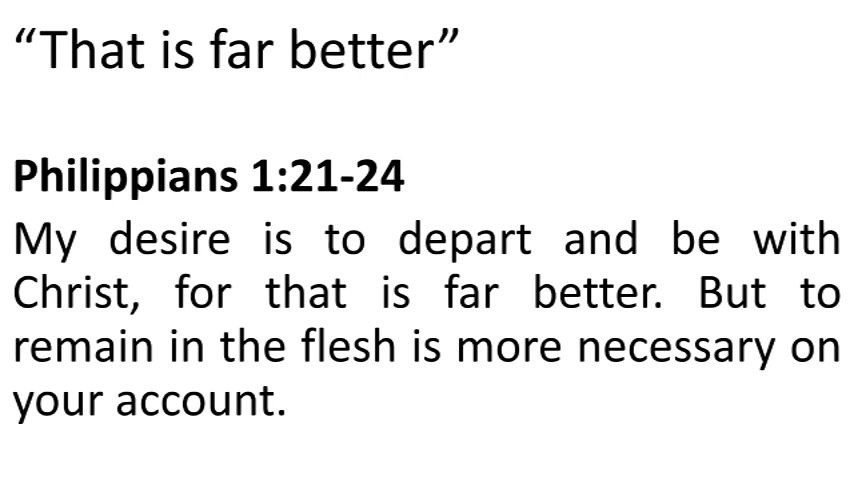 “That is far better”
Philippians 1:21-24
My desire is to depart and be with
Christ, for that is far better. But to
remain in the flesh is more necessary on
your account.